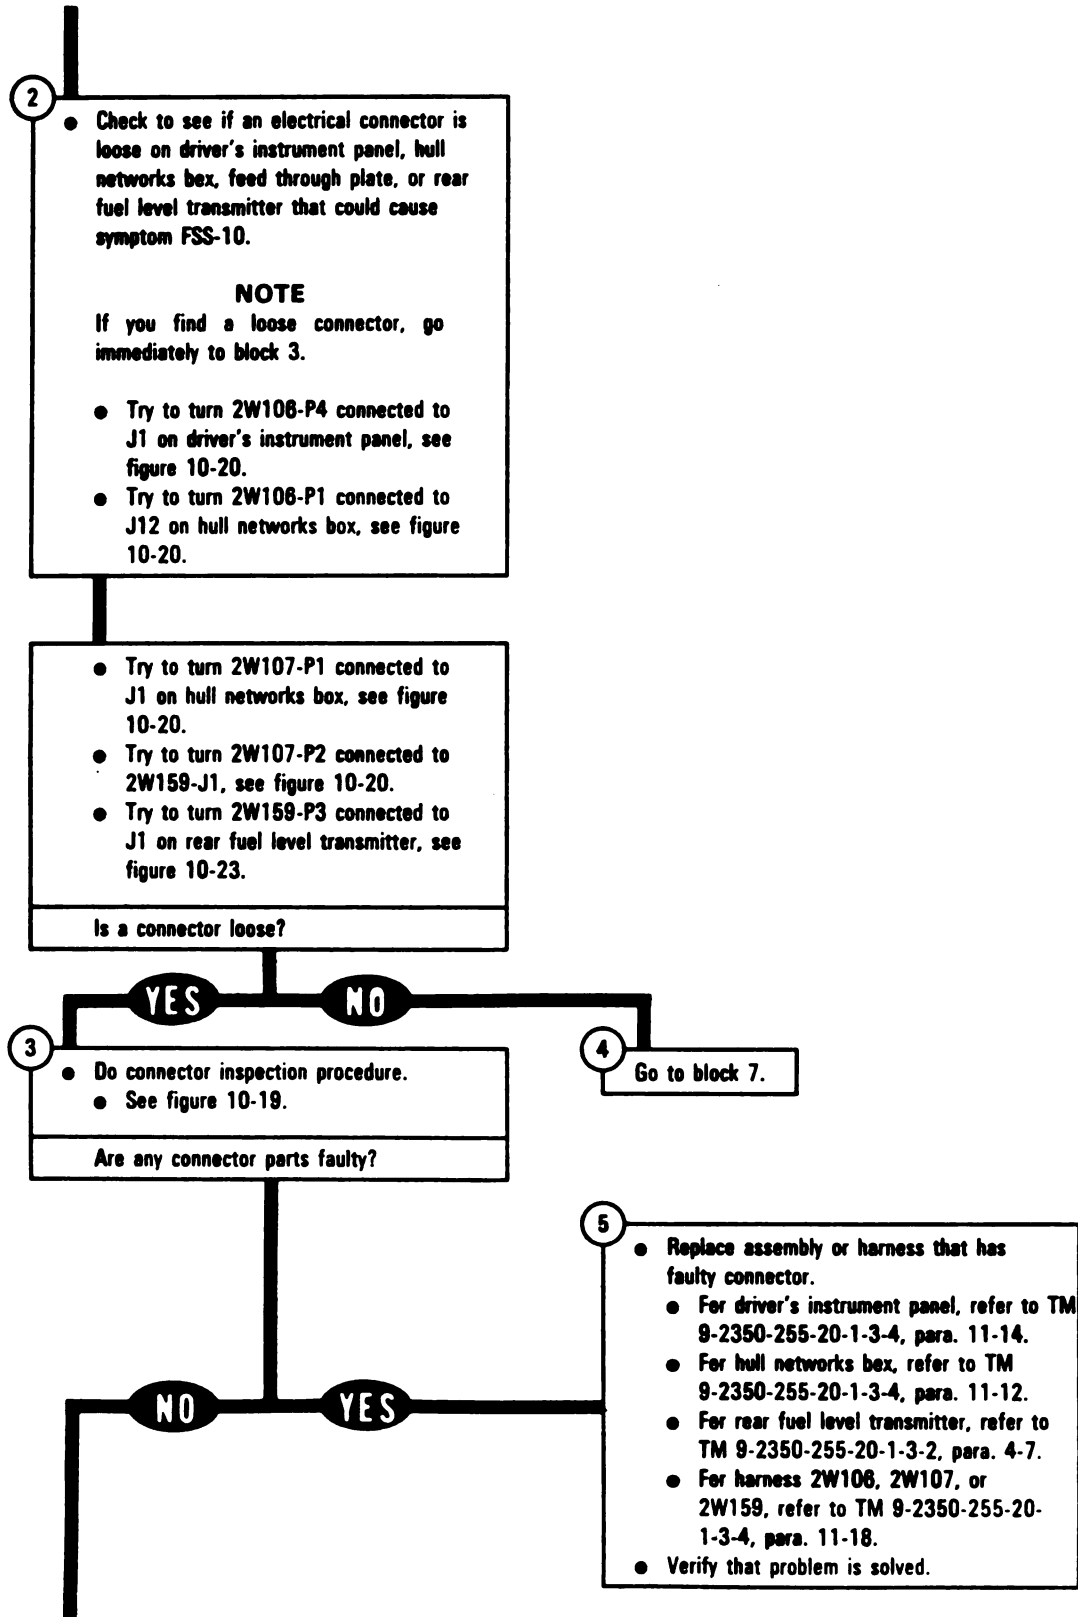 2
● Check to see if an electrical connector is
loose on driver's instrument panel, hull
networks box, feed through plate, or rear
fuel level transmitter that could cause
symptom FSS-10.
NOTE
If you find a loose connector, go
immediately to block 3.
● Try to turn 2W106-P4 connected to
J1 on driver's instrument panel, see
figure 10-20.
● Try to turn 2W106-P1 connected to
J12 on hull networks box, see figure
10-20.
● Try to turn 2W107-P1 connected to
J1 on hull networks box, see figure
10-20.
● Try to turn 2W107-P2 connected to
2W159-J1, see figure 10-20.
● Try to turn 2W159-P3 connected to
J1 on rear fuel level transmitter, see
figure 10-23.
Is a connector loose?
YES
NO
3
● Do connector inspection procedure.
● See figure 10-19.
Are any connector parts faulty?
4
Go to block 7.
NO
YES
5
● Replace assembly or harness that has
faulty connector.
● For driver's instrument panel, refer to TM
9-2350-255-20-1-3-4, para. 11-14.
● For hull networks box, refer to TM
9-2350-255-20-1-3-4, para. 11-12.
● For rear fuel level transmitter, refer to
TM 9-2350-255-20-1-3-2, para. 4-7.
● For harness 2W106, 2W107, or
2W159, refer to TM 9-2350-255-20-
1-3-4, para. 11-18.
● Verify that problem is solved.